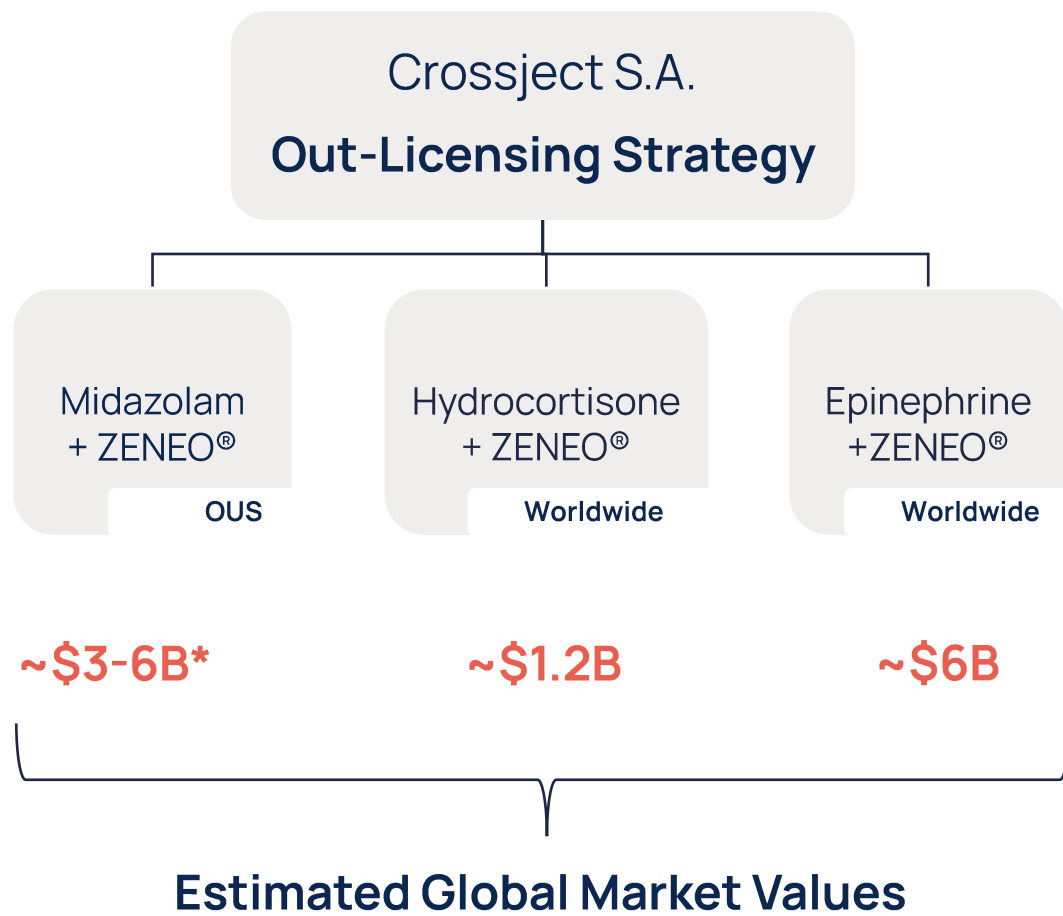 Crossject S.A.
Out-Licensing Strategy
Midazolam
+ ZENEO®
OUS
Hydrocortisone
+ ZENEO®
Worldwide
Epinephrine
+ZENEO®
Worldwide
~$3-6B*
~$1.2B
~$6B
Estimated Global Market Values